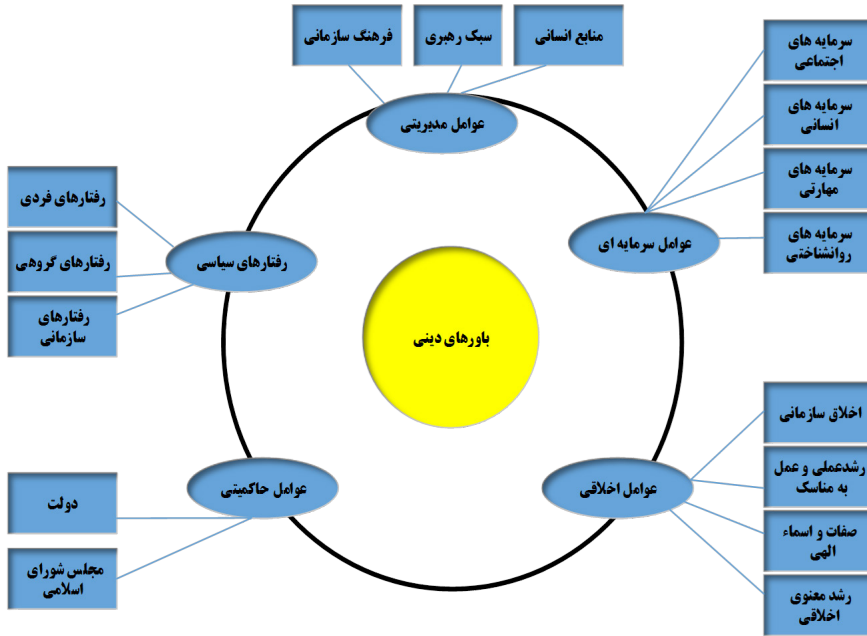 منابع انسانی
سبک رهبری
فرهنگ سازمانی
عوامل مدیریتی
سرمایه های
اجتماعی
سرمایه های
انسانی
سرمایه های
مهارتی
سرمایه های
روانشناختی
عوامل سرمایه ای
رفتارهای فردی
رفتارهای گروهی
رفتارهای
سازمانی
رفتارهای سیاسی
باورهای دینی
اخلاق سازمانی
رشدعملی و عمل
به مناسک
صفات و اسماء
الهی
رشد معنوی
اخلاقی
عوامل اخلاقی
عوامل حاکمیتی
دولت
مجلس شورای
اسلامی